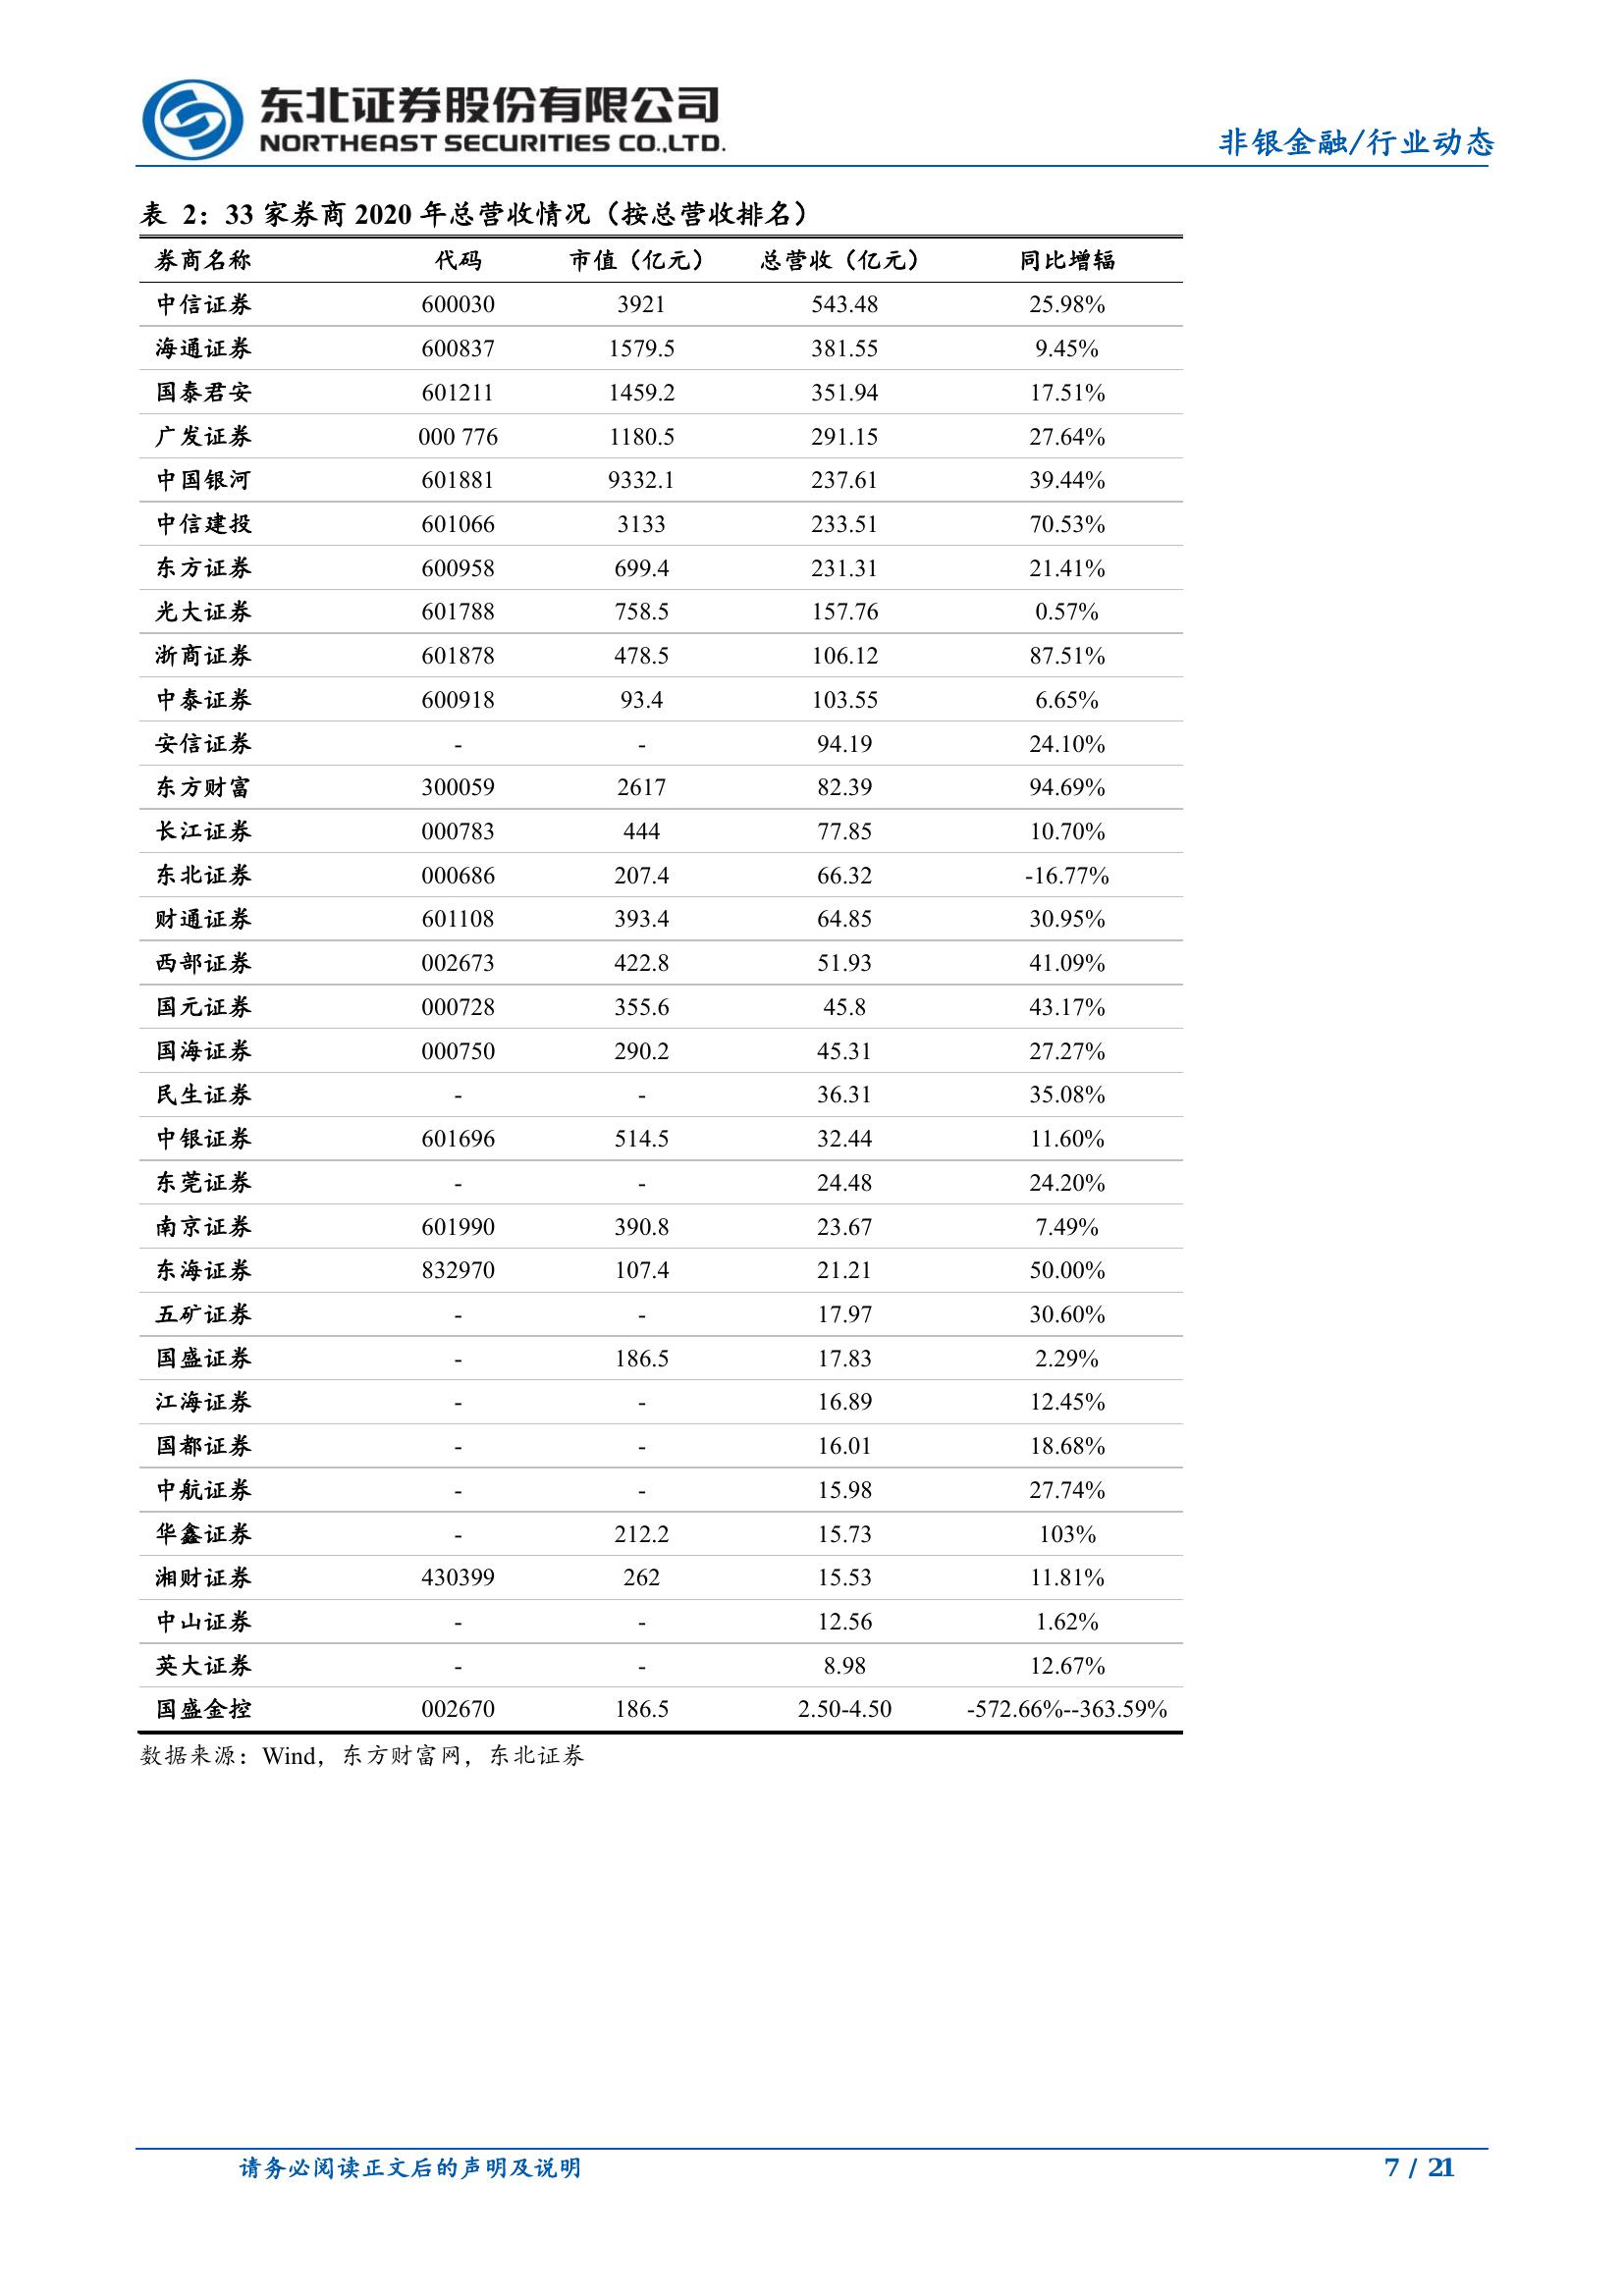 东北证券股份有限公司
NORTHEAST SECURITIES CO.,LTD.
非银金融/行业动态
表 2：33 家券商 2020 年总营收情况（按总营收排名）
券商名称 代码 市值（亿元） 总营收（亿元） 同比增辐
中信证券 600030 3921 543.48 25.98%
海通证券 600837 1579.5 381.55 9.45%
国泰君安 601211 1459.2 351.94 17.51%
广发证券 000 776 1180.5 291.15 27.64%
中国银河 601881 9332.1 237.61 39.44%
中信建投 601066 3133 233.51 70.53%
东方证券 600958 699.4 231.31 21.41%
光大证券 601788 758.5 157.76 0.57%
浙商证券 601878 478.5 106.12 87.51%
中泰证券 600918 93.4 103.55 6.65%
安信证券 - - 94.19 24.10%
东方财富 300059 2617 82.39 94.69%
长江证券 000783 444 77.85 10.70%
东北证券 000686 207.4 66.32 -16.77%
财通证券 601108 393.4 64.85 30.95%
西部证券 002673 422.8 51.93 41.09%
国元证券 000728 355.6 45.8 43.17%
国海证券 000750 290.2 45.31 27.27%
民生证券 - - 36.31 35.08%
中银证券 601696 514.5 32.44 11.60%
东莞证券 - - 24.48 24.20%
南京证券 601990 390.8 23.67 7.49%
东海证券 832970 107.4 21.21 50.00%
五矿证券 - - 17.97 30.60%
国盛证券 - 186.5 17.83 2.29%
江海证券 - - 16.89 12.45%
国都证券 - - 16.01 18.68%
中航证券 - - 15.98 27.74%
华鑫证券 - 212.2 15.73 103%
湘财证券 430399 262 15.53 11.81%
中山证券 - - 12.56 1.62%
英大证券 - - 8.98 12.67%
国盛金控 002670 186.5 2.50-4.50 -572.66%--363.59%
数据来源：Wind，东方财富网，东北证券
请务必阅读正文后的声明及说明
7 / 21